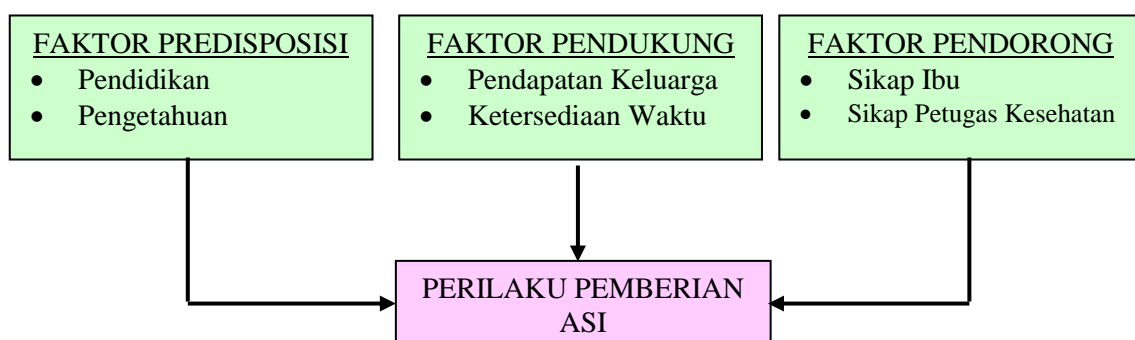 FAKTOR PREDISPOSISI
• Pendidikan
• Pengetahuan
FAKTOR PENDUKUNG
• Pendapatan Keluarga
• Ketersediaan Waktu
FAKTOR PENDORONG
• Sikap Ibu
• Sikap Petugas Kesehatan
PERILAKU PEMBERIAN
ASI